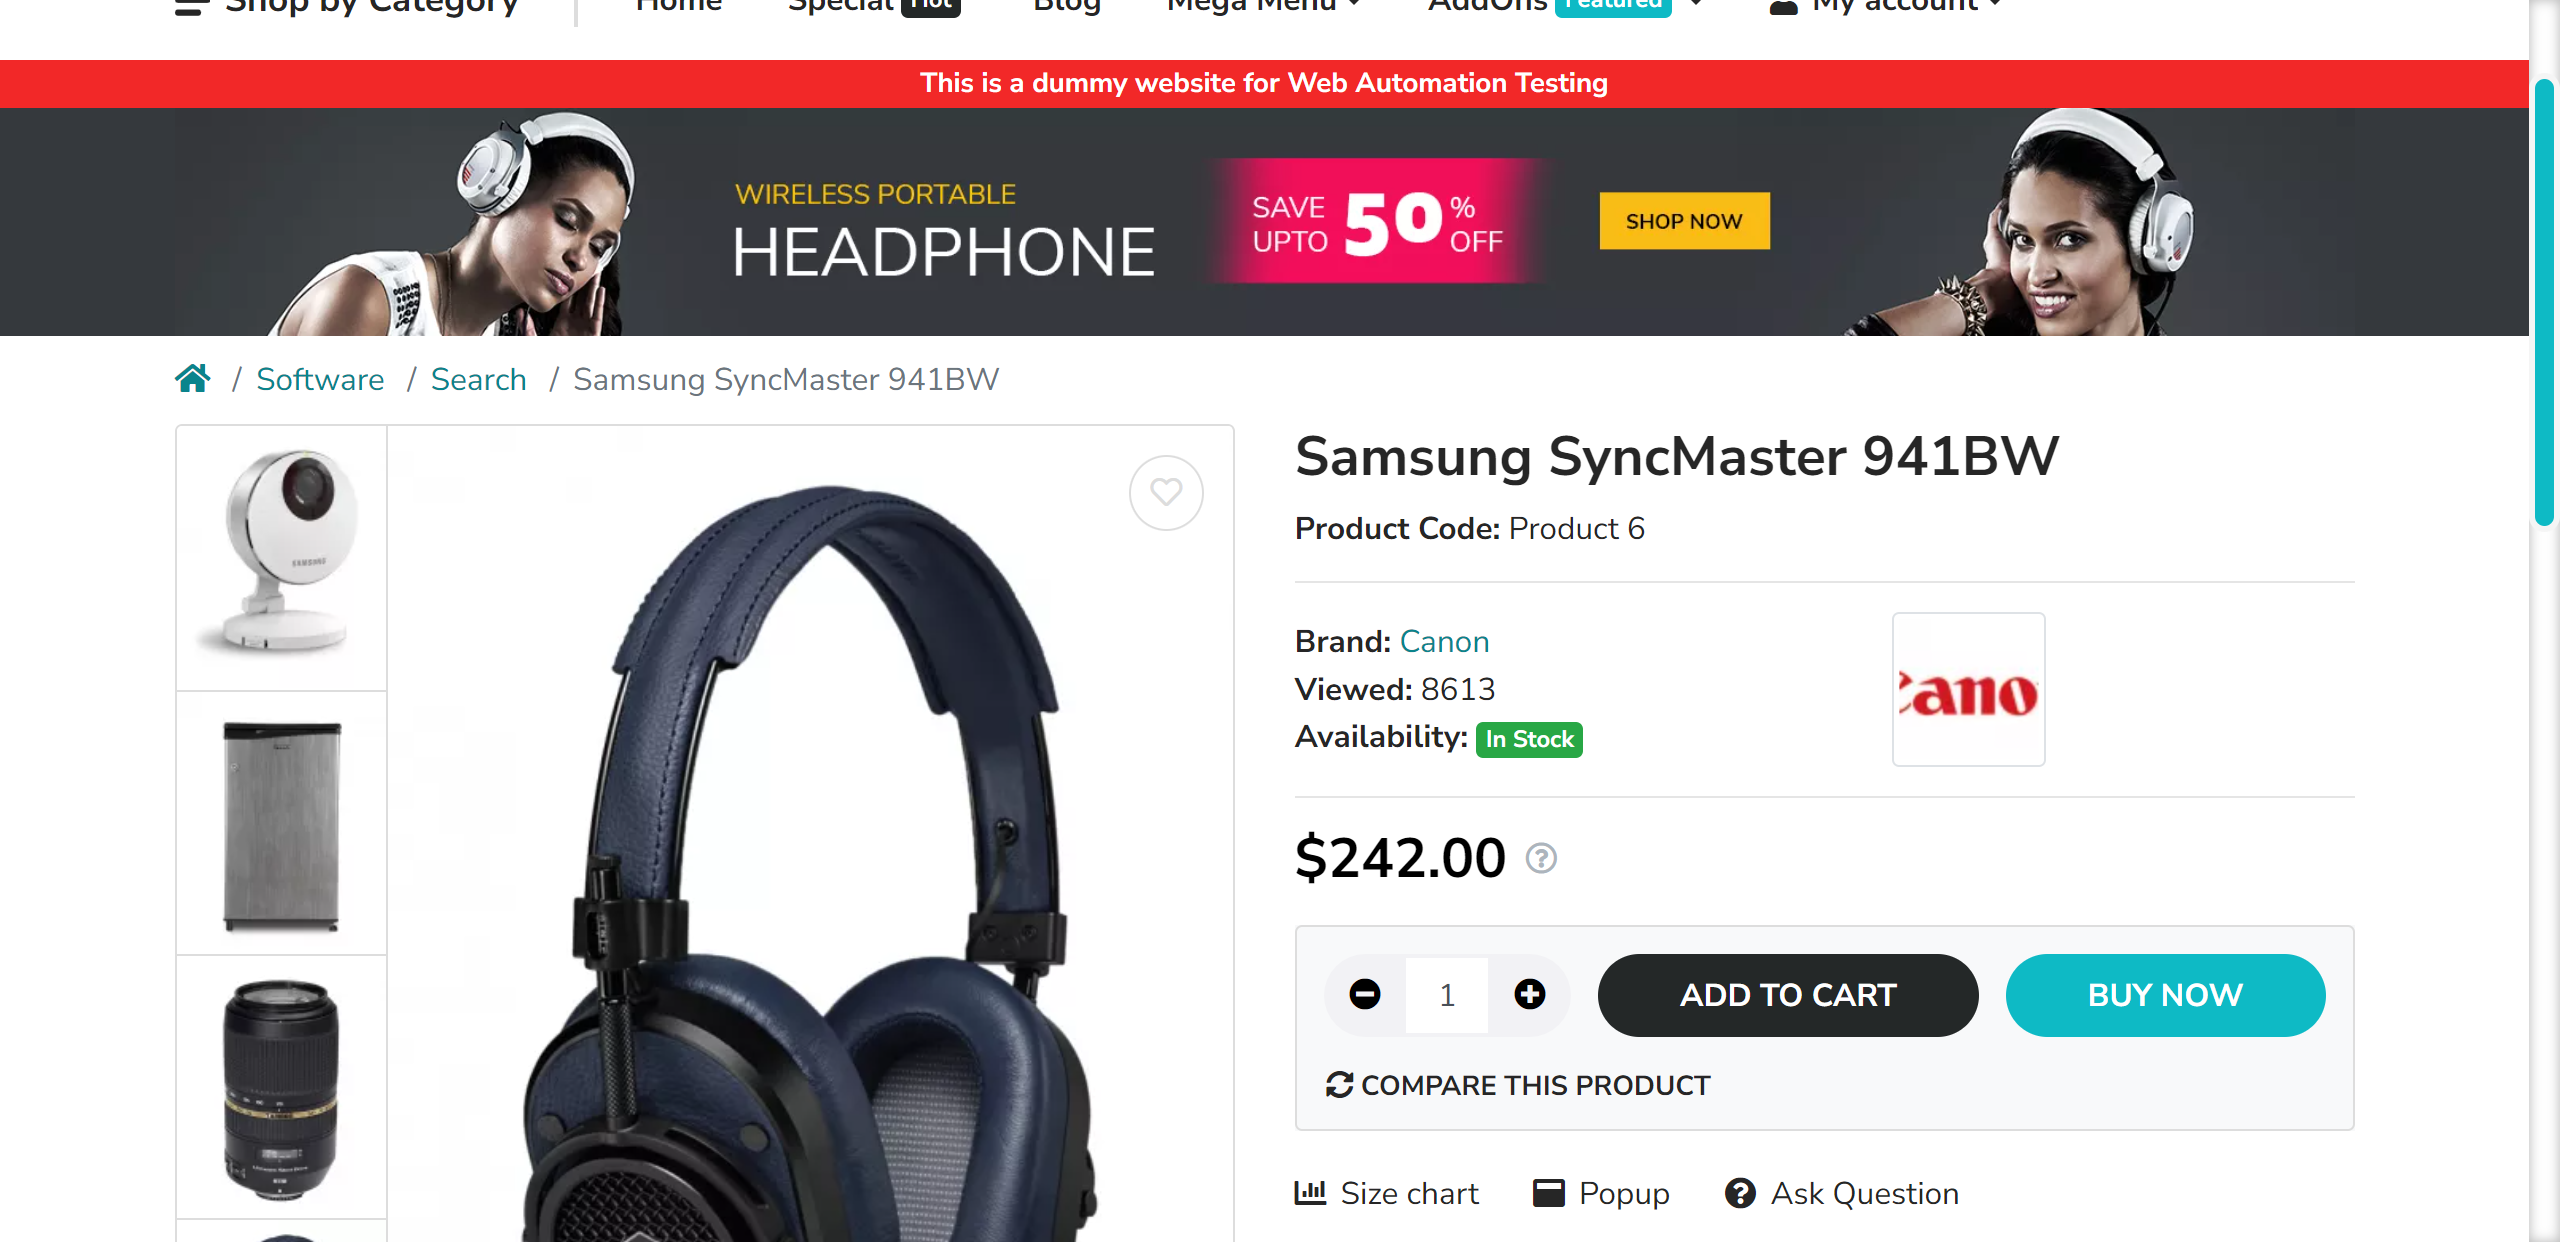 Shop by Category Home Special Hot Blog Mega Menu AddOns Featured My account
This is a dummy website for Web Automation Testing
WIRELESS PORTABLE
HEADPHONE
SAVE UPTO 50% OFF
SHOP NOW
/ Software / Search / Samsung SyncMaster 941BW
SAMSUNG
Samsung SyncMaster 941BW
Product Code: Product 6
Brand: Canon
Viewed: 8613
Availability: In Stock
Cano
$242.00
1 ADD TO CART BUY NOW
COMPARE THIS PRODUCT
Size chart Popup Ask Question